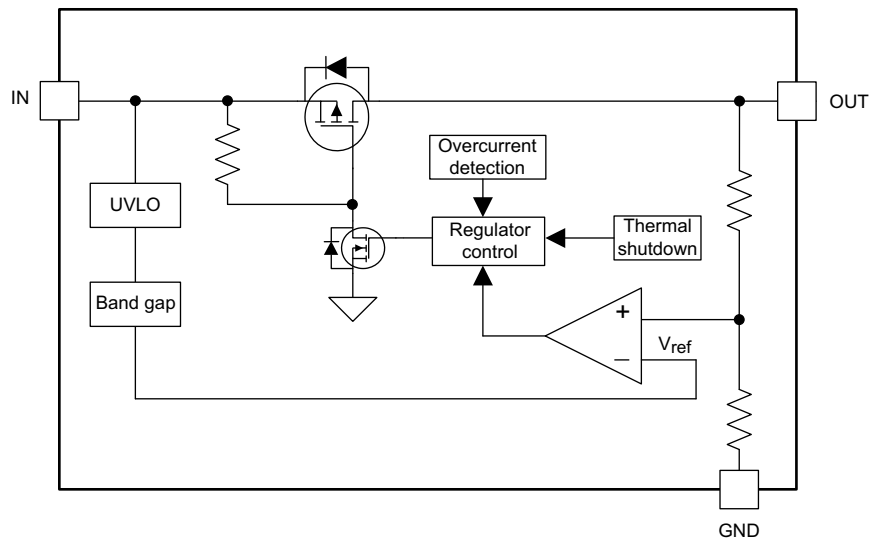 IN
OUT
Overcurrent
detection
UVLO
Regulator
control
Thermal
shutdown
Band gap
+
Vref
−
GND